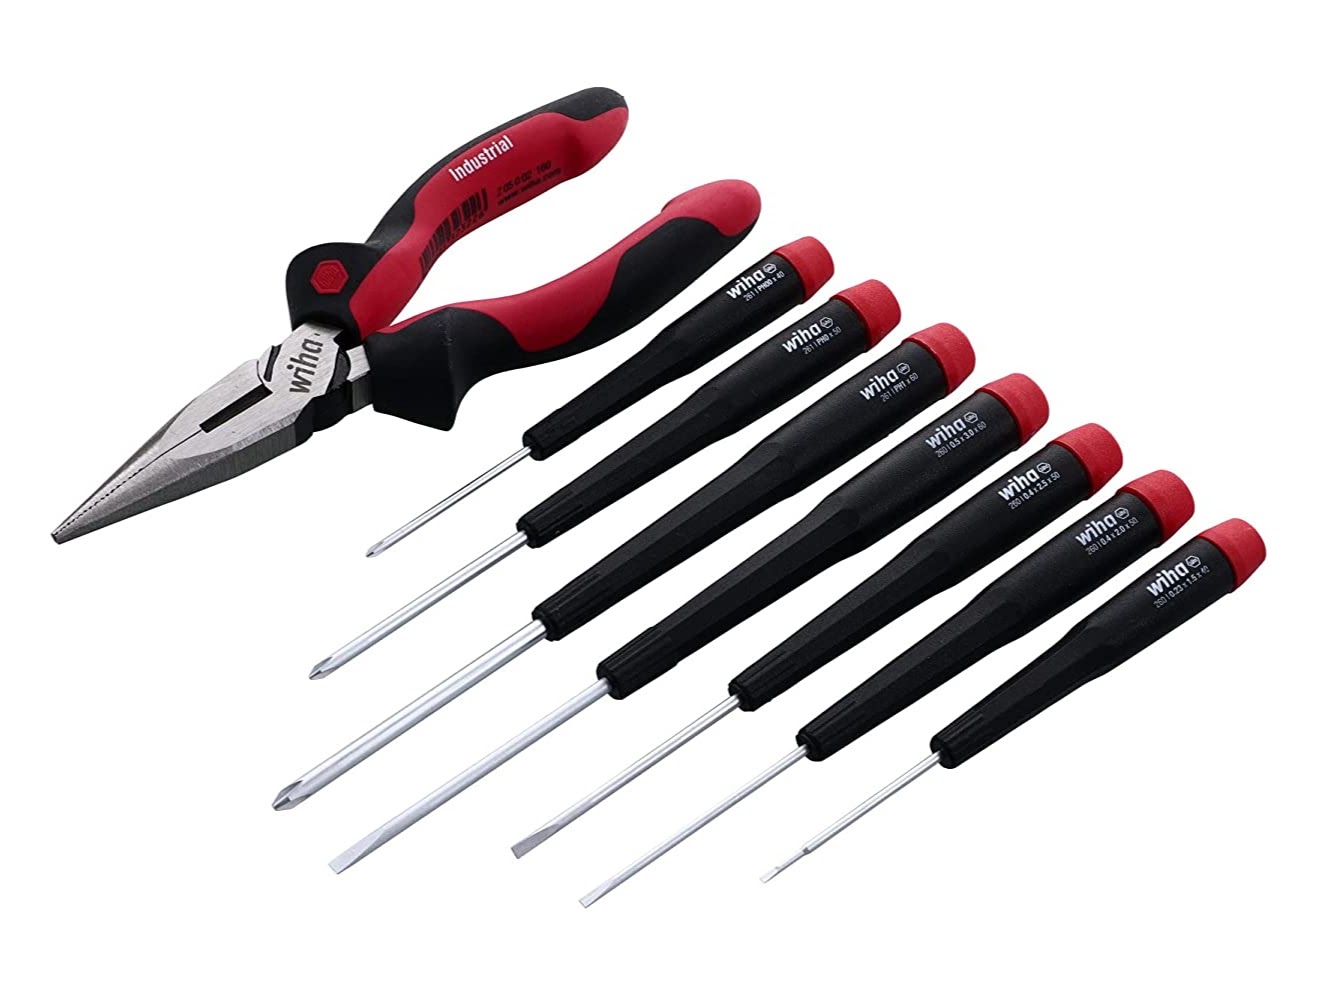 Industrial
Z 05 0 02 160
www.wiha.com
wiha
wiha
261 | PH00 x 40
wiha
261 | PH0 x 50
wiha
261 | PH1 x 60
wiha
260 | 0.5 x 3.0 x 60
wiha
260 | 0.4 x 2.5 x 50
wiha
260 | 0.4 x 2.0 x 50
wiha
260 | 0.23 x 1.5 x 40